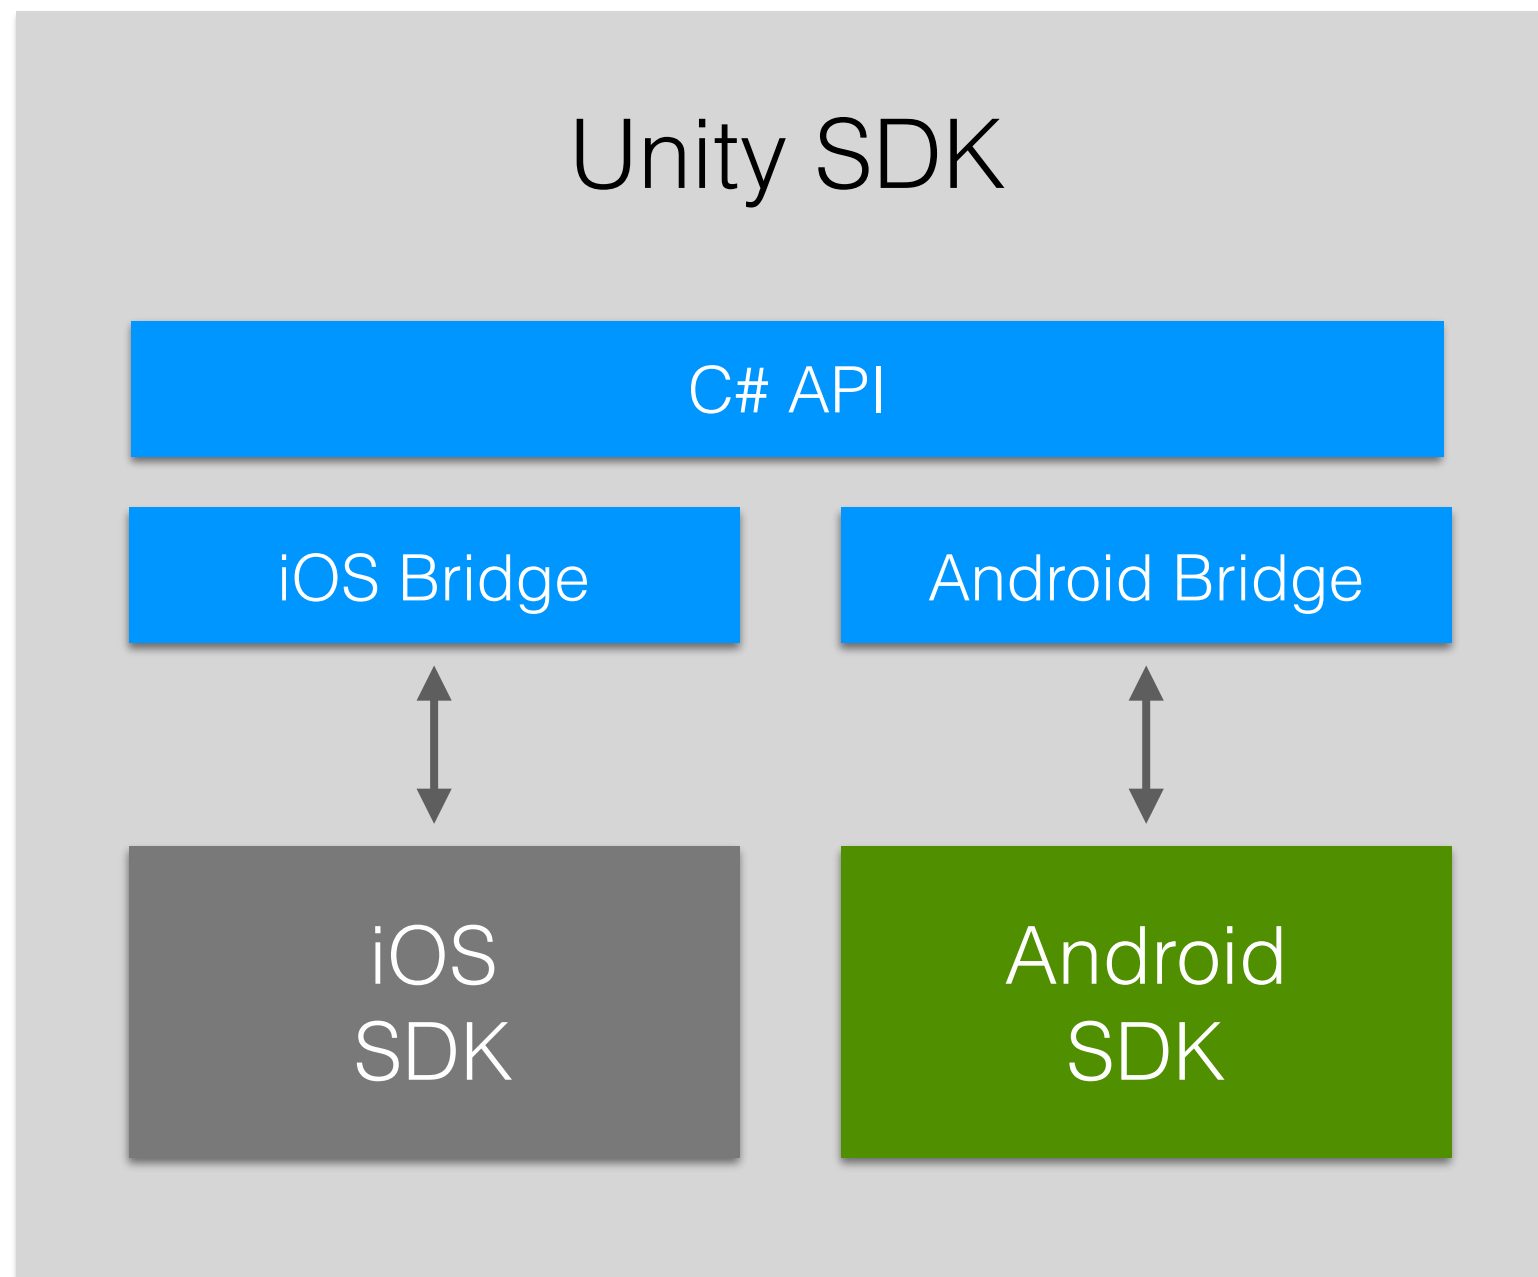 Unity SDK
C# API
iOS Bridge
Android Bridge
iOS
SDK
Android
SDK